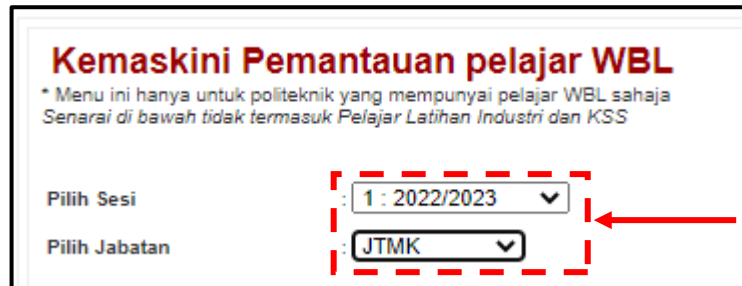 Kemaskini Pemantauan pelajar WBL
* Menu ini hanya untuk politeknik yang mempunyai pelajar WBL sahaja
Senarai di bawah tidak termasuk Pelajar Latihan Industri dan KSS
Pilih Sesi : 1 : 2022/2023
Pilih Jabatan : JTMK